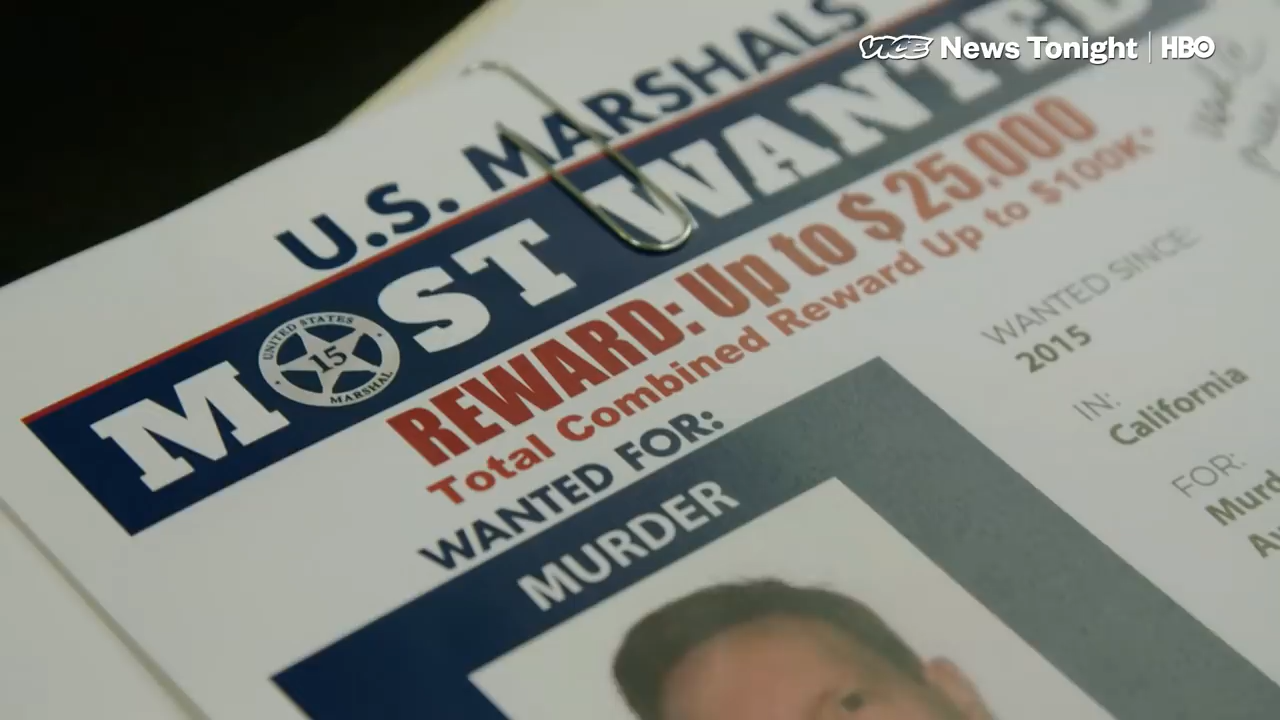 VICE News Tonight | HBO
U.S. MARSHALS
MOST WANTED
UNITED STATES
15
MARSHAL
REWARD: Up to $25,000
Total Combined Reward Up to $100K*
WANTED FOR:
MURDER
WANTED SINCE:
2015
IN:
California
FOR:
Murd